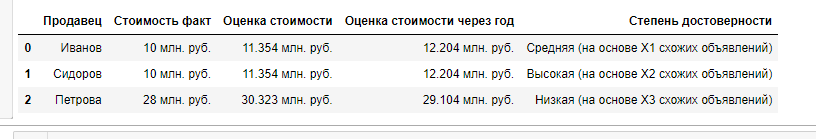 Продавец Стоимость факт Оценка стоимости Оценка стоимости через год Степень достоверности
0 Иванов 10 млн. руб. 11.354 млн. руб. 12.204 млн. руб. Средняя (на основе X1 схожих объявлений)
1 Сидоров 10 млн. руб. 11.354 млн. руб. 12.204 млн. руб. Высокая (на основе X2 схожих объявлений)
2 Петрова 28 млн. руб. 30.323 млн. руб. 29.104 млн. руб. Низкая (на основе X3 схожих объявлений)